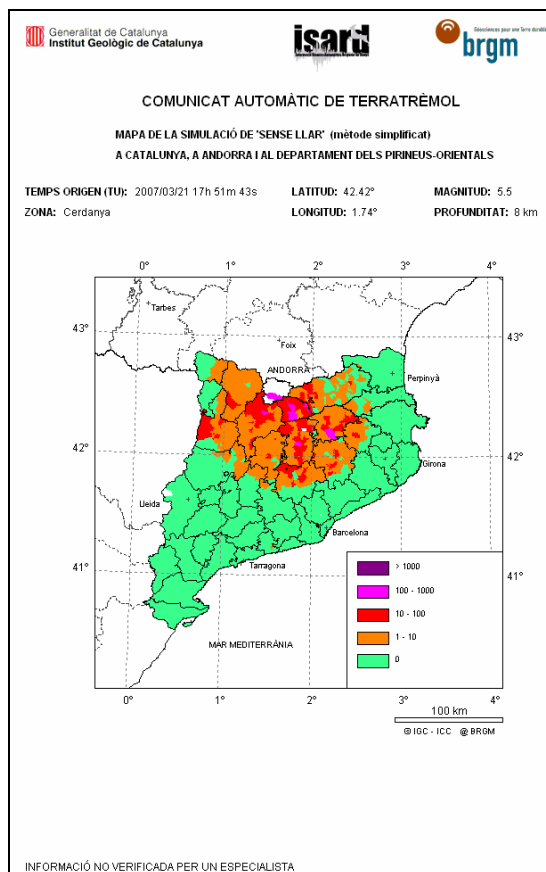 Generalitat de Catalunya
Institut Geològic de Catalunya
isard
Géosciences pour une Terre durable
brgm
COMUNICAT AUTOMÀTIC DE TERRATRÈMOL
MAPA DE LA SIMULACIÓ DE 'SENSE LLAR' (mètode simplificat)
A CATALUNYA, A ANDORRA I AL DEPARTAMENT DELS PIRINEUS-ORIENTALS
TEMPS ORIGEN (TU): 2007/03/21 17h 51m 43s LATITUD: 42.42° MAGNITUD: 5.5
ZONA: Cerdanya LONGITUD: 1.74° PROFUNDITAT: 8 km
0° 1° 2° 3° 4°
Tarbes
43° 43°
Foix
ANDORRA
Perpinyà
42° 42°
Girona
Lleida
Barcelona
Tarragona
41° 41°
> 1000
100 - 1000
10 - 100
1 - 10
0
MAR MEDITERRÀNIA
0° 1° 2° 3° 4°
100 km
@ IGC - ICC @ BRGM
INFORMACIÓ NO VERIFICADA PER UN ESPECIALISTA